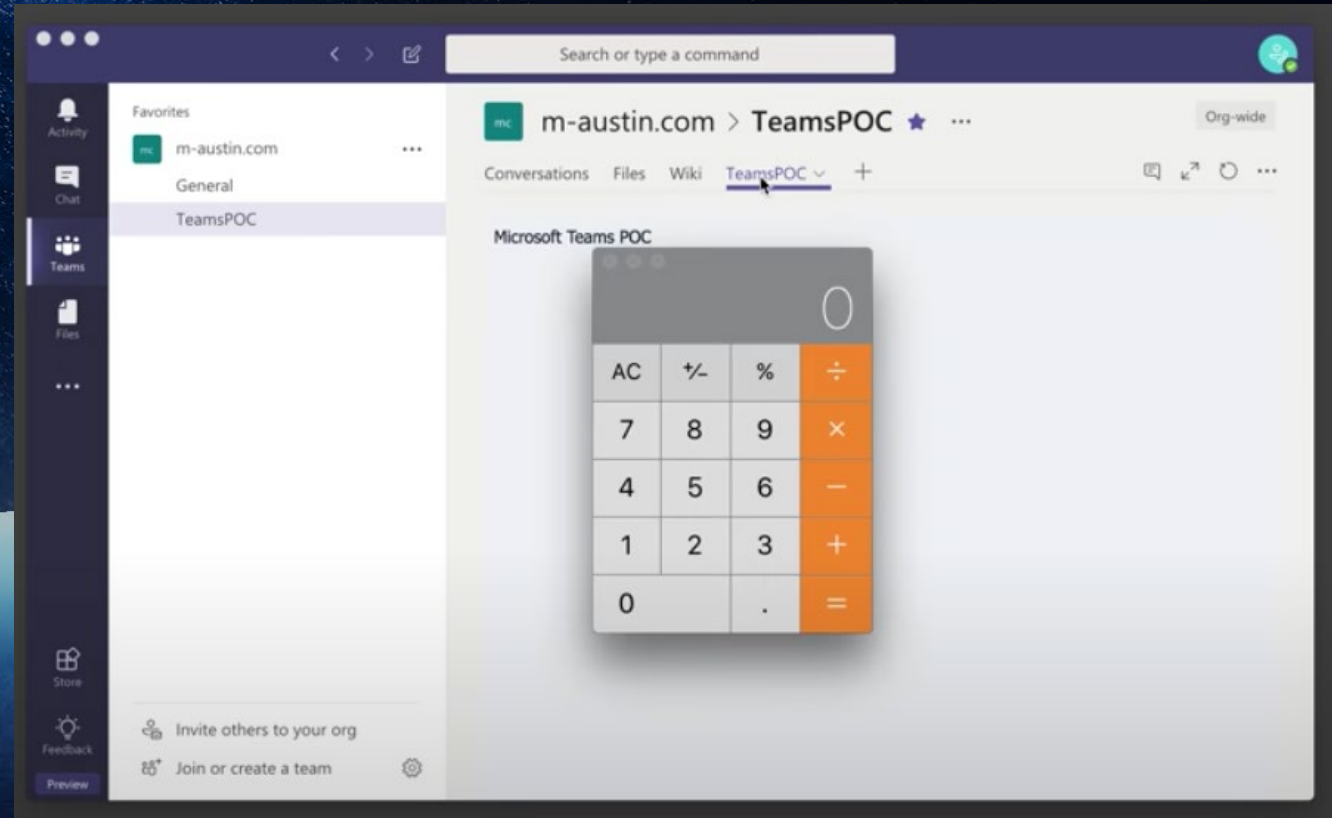 Search or type a command
Activity
Chat
Teams
Files
Store
Feedback
Preview
Favorites
mc m-austin.com ...
General
TeamsPOC
Invite others to your org
Join or create a team
mc m-austin.com > TeamsPOC ...
Org-wide
Conversations Files Wiki TeamsPOC +
Microsoft Teams POC
0
AC +/- % ÷
7 8 9 ×
4 5 6 −
1 2 3 +
0 . =